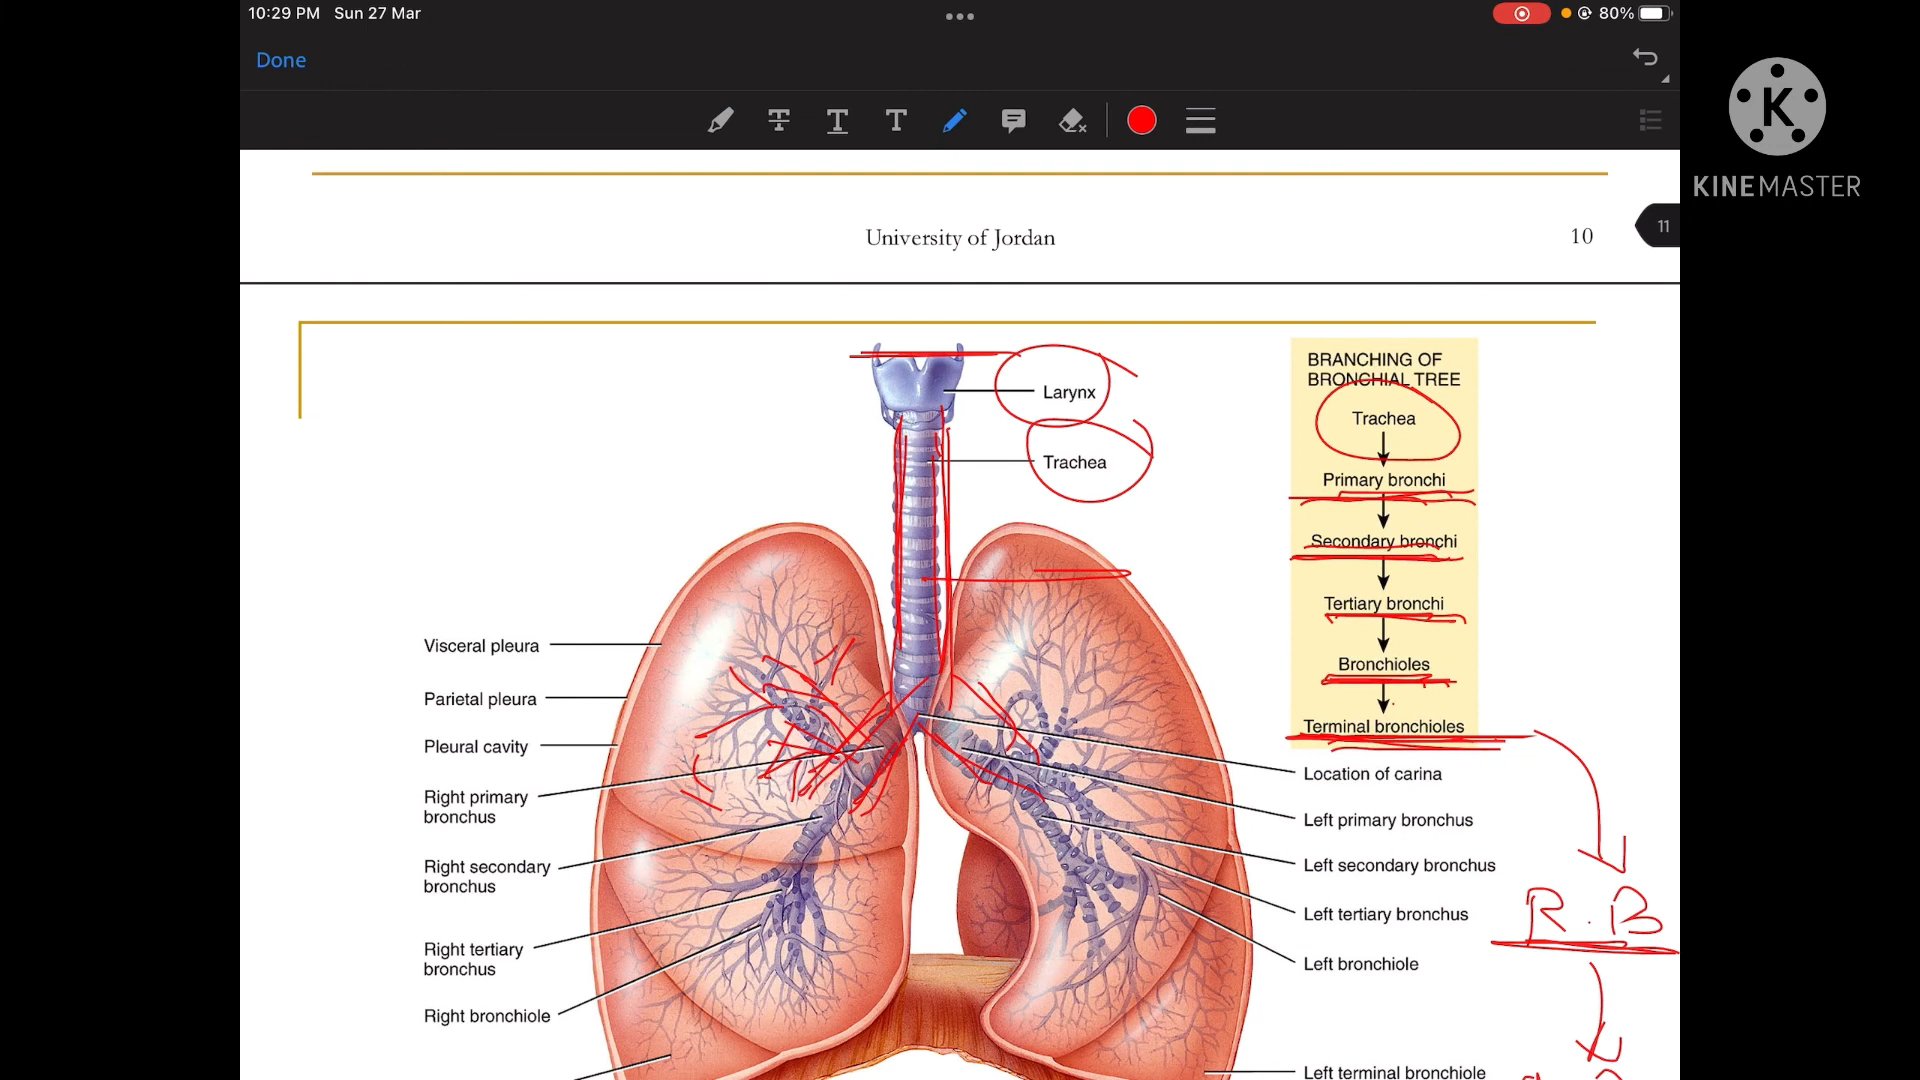 10:29 PM Sun 27 Mar
80%
Done
KINEMASTER
University of Jordan
10
11
BRANCHING OF
BRONCHIAL TREE
Trachea
Primary bronchi
Secondary bronchi
Tertiary bronchi
Bronchioles
Terminal bronchioles
Larynx
Trachea
Visceral pleura
Parietal pleura
Pleural cavity
Right primary
bronchus
Right secondary
bronchus
Right tertiary
bronchus
Right bronchiole
Location of carina
Left primary bronchus
Left secondary bronchus
Left tertiary bronchus
Left bronchiole
Left terminal bronchiole
R.B